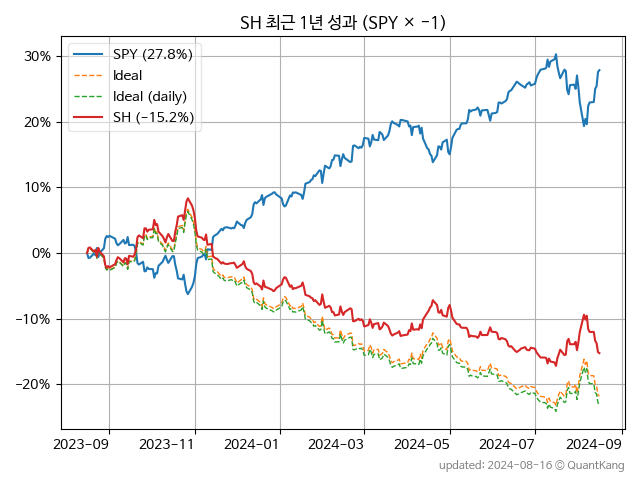 SH 최근 1년 성과 (SPY × −1)
SPY (27.8%)
Ideal
Ideal (daily)
SH (−15.2%)
30%
20%
10%
0%
−10%
−20%
2023-09 2023-11 2024-01 2024-03 2024-05 2024-07 2024-09
updated: 2024-08-16 © QuantKang